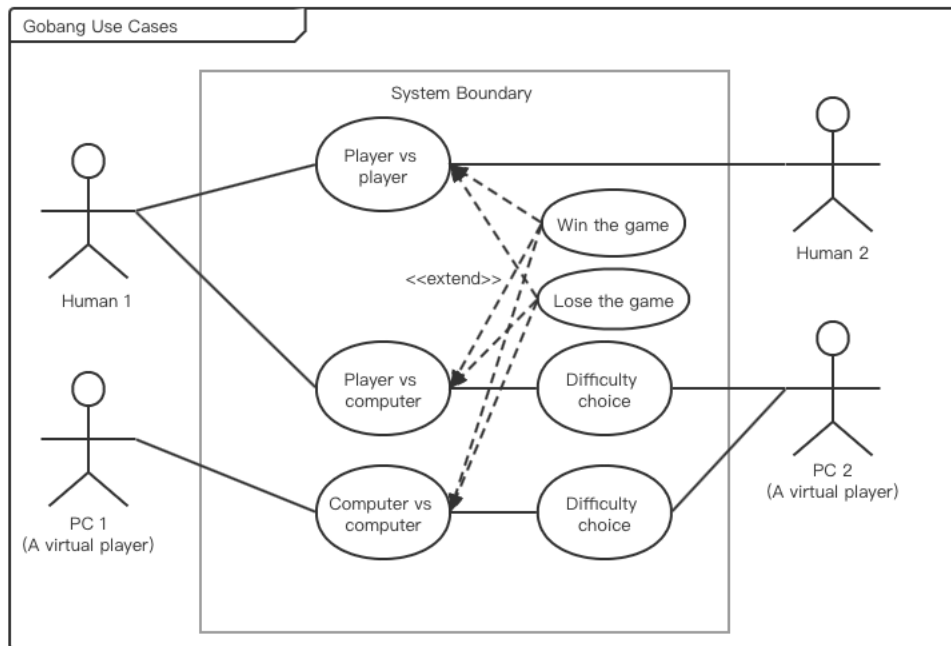 Gobang Use Cases
System Boundary
Player vs
player
Win the game
Human 2
<<extend>>
Lose the game
Human 1
Player vs
computer
Difficulty
choice
PC 2
(A virtual player)
Computer vs
computer
Difficulty
choice
PC 1
(A virtual player)